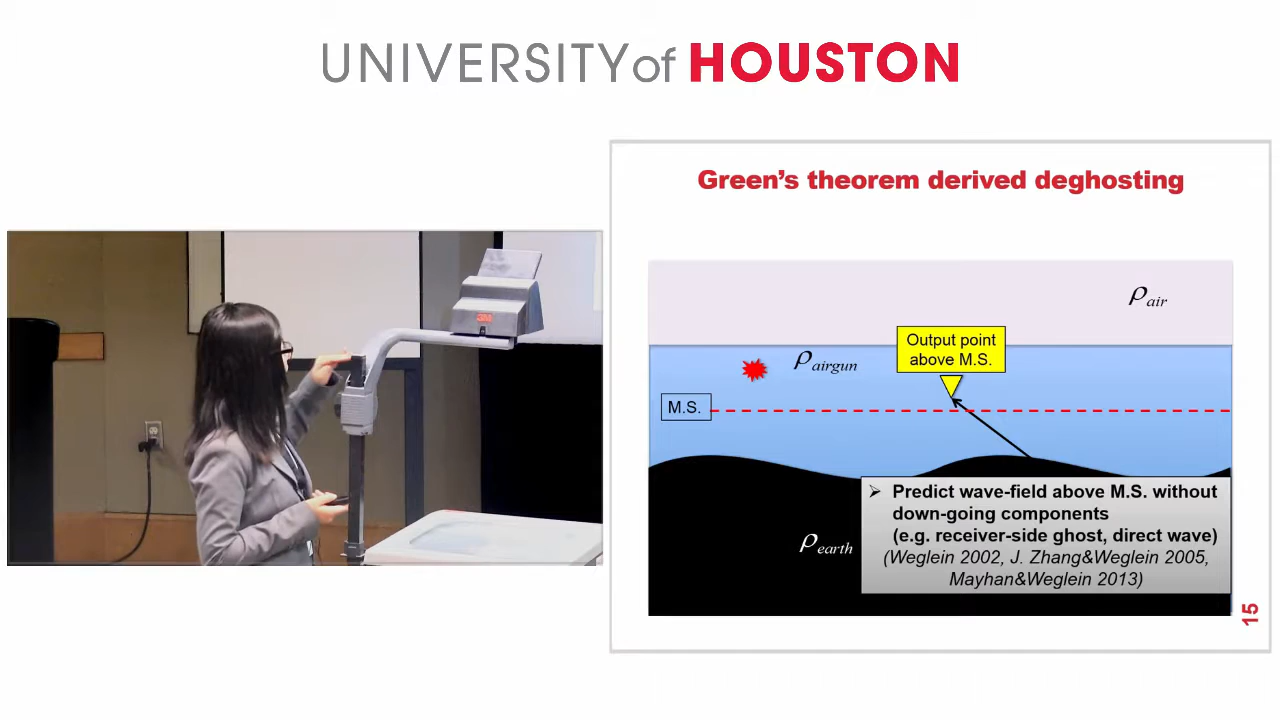 UNIVERSITY of HOUSTON
Green's theorem derived deghosting
ρair
Output point
above M.S.
ρairgun
M.S.
➢ Predict wave-field above M.S. without
down-going components
(e.g. receiver-side ghost, direct wave)
(Weglein 2002, J. Zhang&Weglein 2005,
Mayhan&Weglein 2013)
ρearth
15
3M